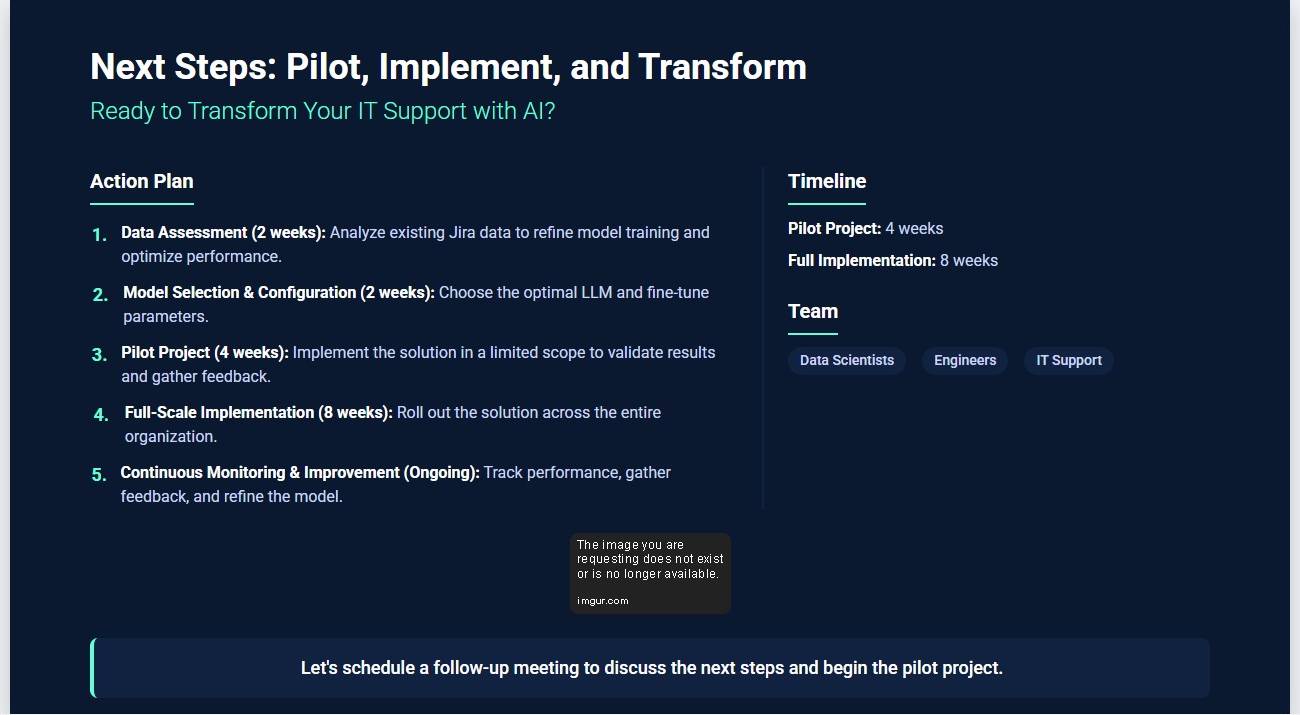 Next Steps: Pilot, Implement, and Transform
Ready to Transform Your IT Support with AI?
Action Plan
1. Data Assessment (2 weeks): Analyze existing Jira data to refine model training and
optimize performance.
2. Model Selection & Configuration (2 weeks): Choose the optimal LLM and fine-tune
parameters.
3. Pilot Project (4 weeks): Implement the solution in a limited scope to validate results
and gather feedback.
4. Full-Scale Implementation (8 weeks): Roll out the solution across the entire
organization.
5. Continuous Monitoring & Improvement (Ongoing): Track performance, gather
feedback, and refine the model.
Timeline
Pilot Project: 4 weeks
Full Implementation: 8 weeks
Team
Data Scientists Engineers IT Support
The image you are
requesting does not exist
or is no longer available.
imgur.com
Let's schedule a follow-up meeting to discuss the next steps and begin the pilot project.